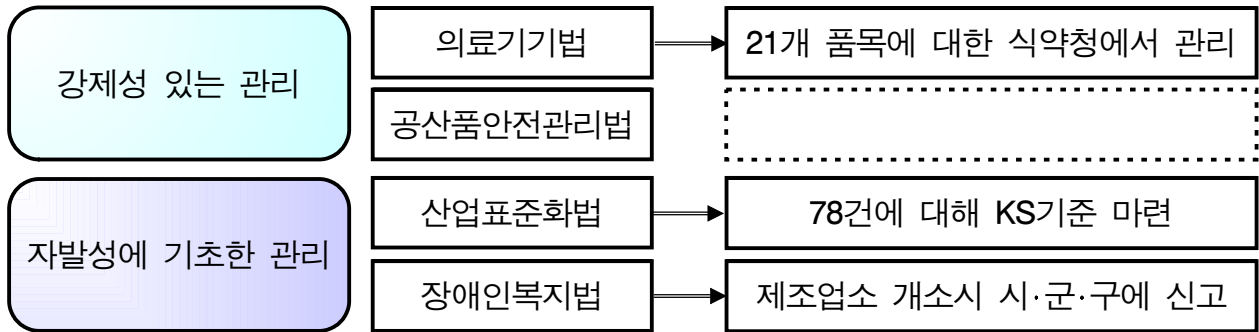 강제성 있는 관리
의료기기법
21개 품목에 대한 식약청에서 관리
공산품안전관리법
자발성에 기초한 관리
산업표준화법
78건에 대해 KS기준 마련
장애인복지법
제조업소 개소시 시·군·구에 신고